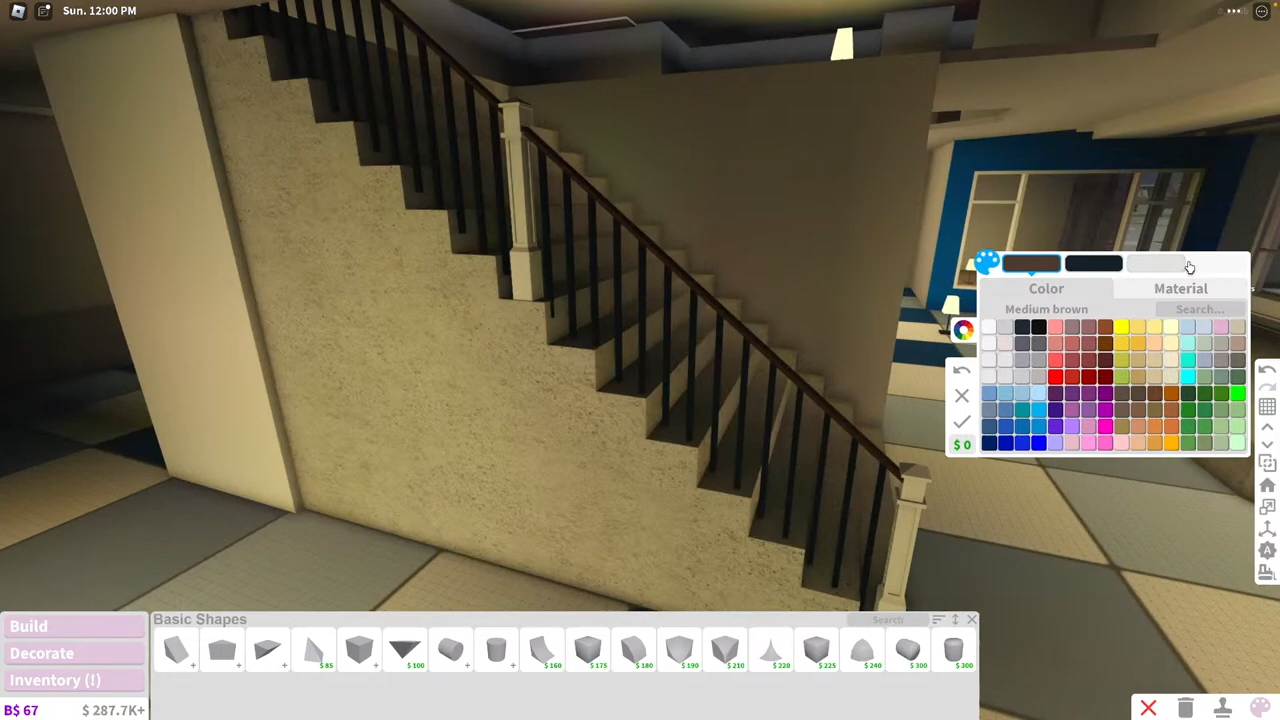 Sun. 12:00 PM
Color
Material
Medium brown
Search...
$ 0
Basic Shapes
Search
Build
Decorate
Inventory (!)
B$ 67
$ 287.7K+
+
+
+
$ 85
+
$ 100
+
+
$ 160
$ 175
$ 180
$ 190
$ 210
$ 220
$ 225
$ 240
$ 300
$ 300